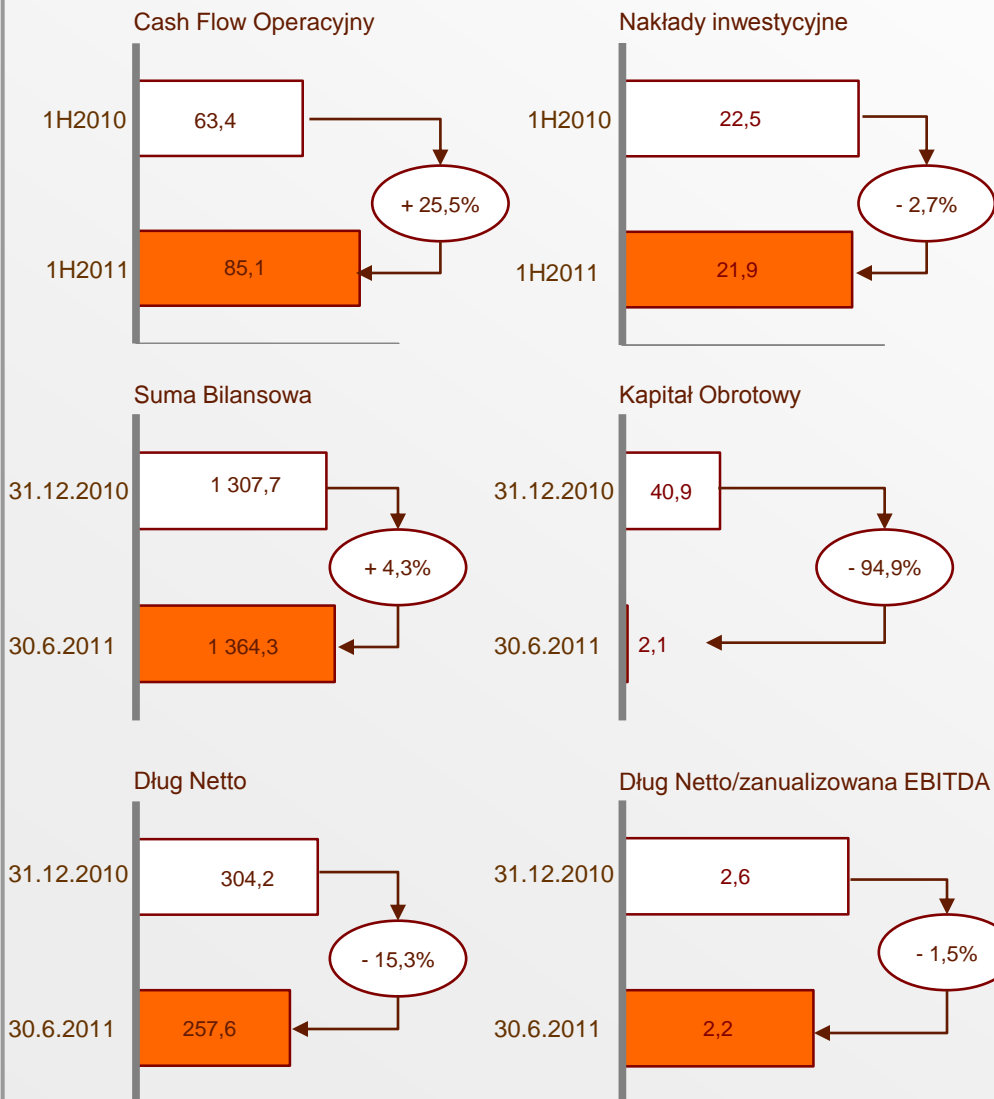 Cash Flow Operacyjny
1H2010
63,4
+ 25,5%
1H2011
85,1
Nakłady inwestycyjne
1H2010
22,5
- 2,7%
1H2011
21,9
Suma Bilansowa
31.12.2010
1 307,7
+ 4,3%
30.6.2011
1 364,3
Kapitał Obrotowy
31.12.2010
40,9
- 94,9%
30.6.2011
2,1
Dług Netto
31.12.2010
304,2
- 15,3%
30.6.2011
257,6
Dług Netto/zanualizowana EBITDA
31.12.2010
2,6
- 1,5%
30.6.2011
2,2